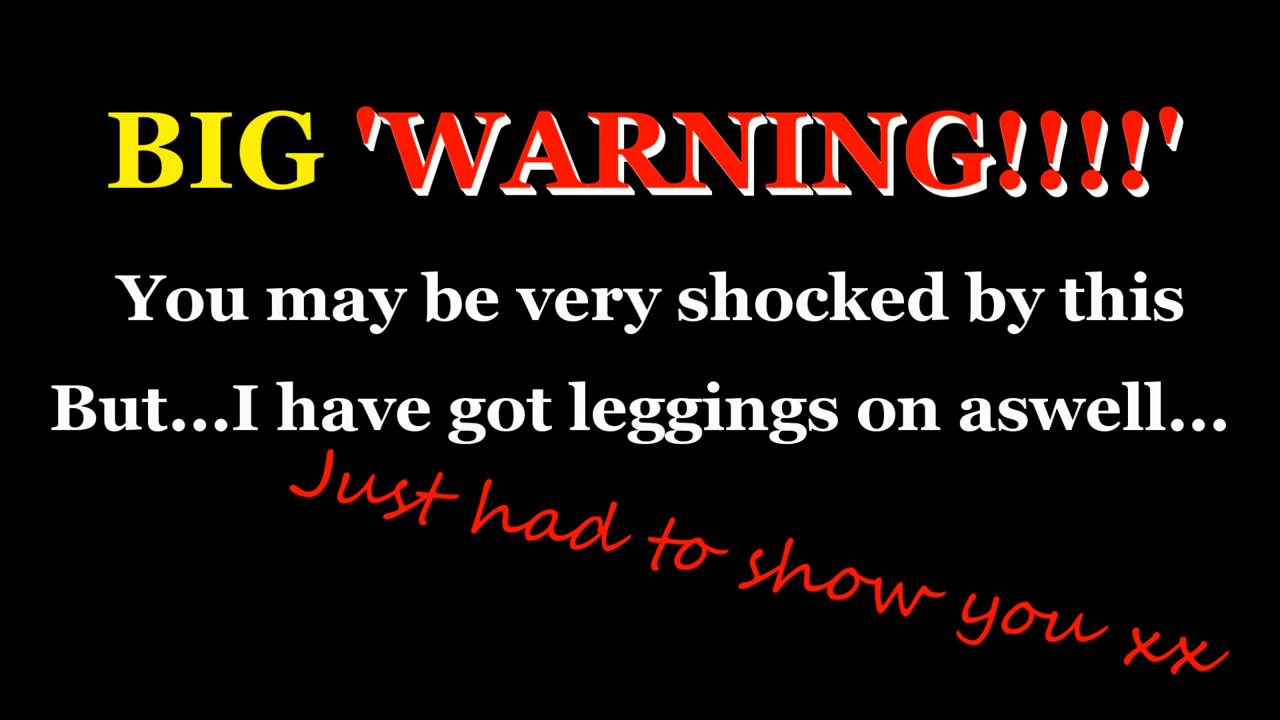 BIG 'WARNING!!!!'
You may be very shocked by this
But...I have got leggings on aswell...
Just had to show you xx